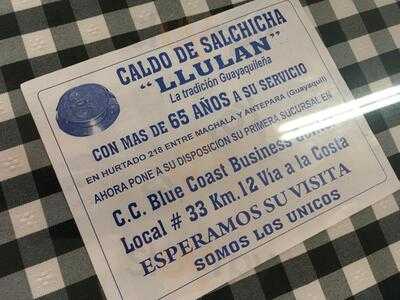 CALDO DE SALCHICHA
"LLULAN"
La tradición Guayaquileña
CON MAS DE 65 AÑOS A SU SERVICIO
EN HURTADO 218 ENTRE MACHALA Y ANTEPARA (Guayaquil)
AHORA PONE A SU DISPOSICION SU PRIMERA SUCURSAL EN
C.C. Blue Coast Business
Local # 33 Km. 12 Via a la Costa
ESPERAMOS SU VISITA
SOMOS LOS UNICOS